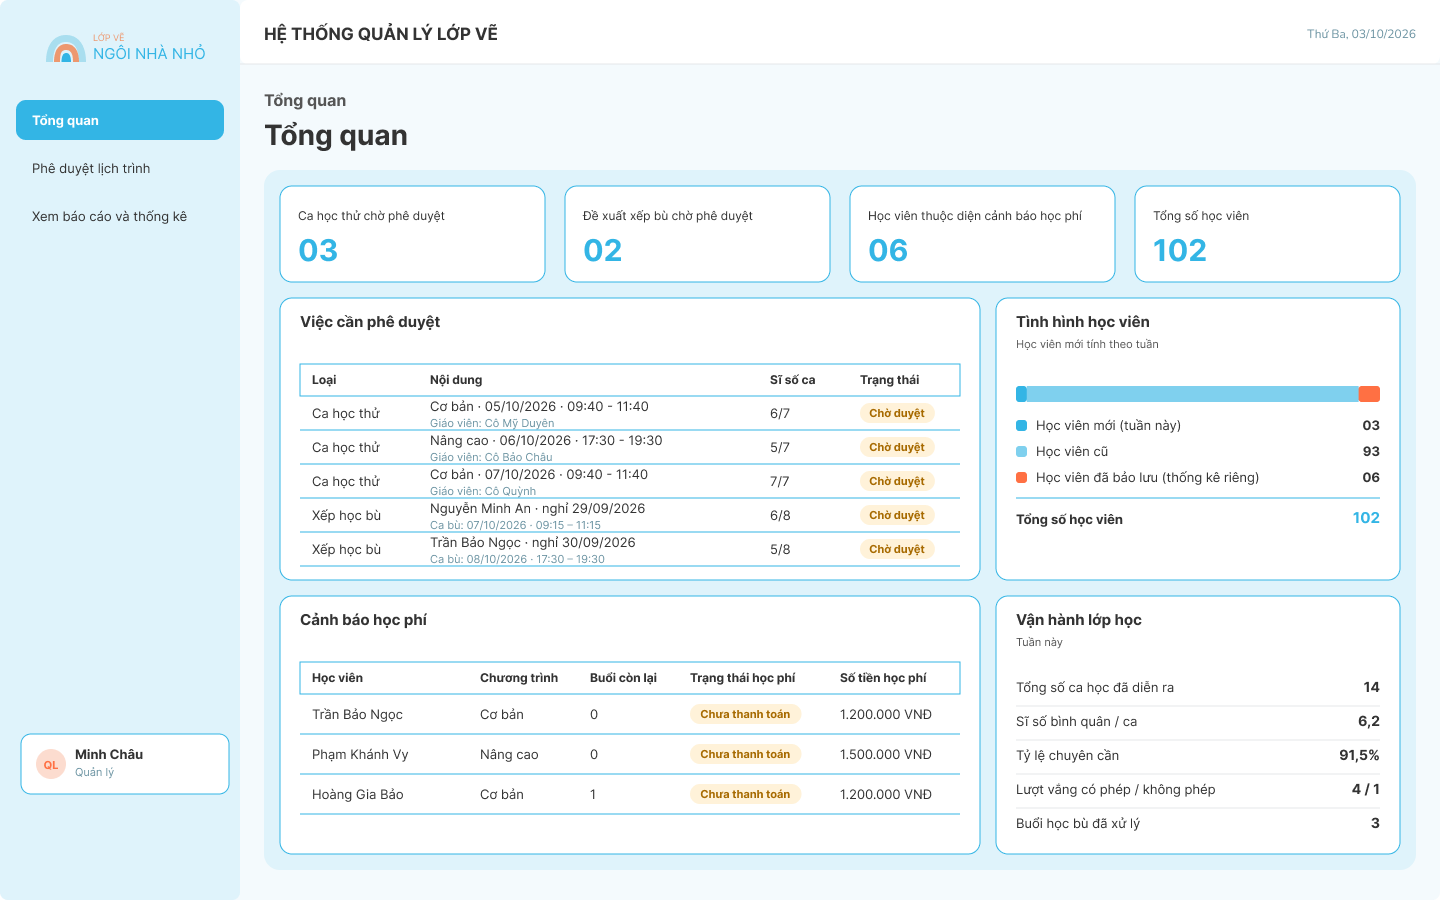 LỚP VẼ
NGÔI NHÀ NHỎ
Tổng quan
Phê duyệt lịch trình
Xem báo cáo và thống kê
QL
Minh Châu
Quản lý
HỆ THỐNG QUẢN LÝ LỚP VẼ
Thứ Ba, 03/10/2026
Tổng quan
Tổng quan
Ca học thử chờ phê duyệt
03
Đề xuất xếp bù chờ phê duyệt
02
Học viên thuộc diện cảnh báo học phí
06
Tổng số học viên
102
Việc cần phê duyệt
Loại Nội dung Sĩ số ca Trạng thái
Ca học thử Cơ bản · 05/10/2026 · 09:40 - 11:40 6/7 Chờ duyệt
Giáo viên: Cô Mỹ Duyên
Ca học thử Nâng cao · 06/10/2026 · 17:30 - 19:30 5/7 Chờ duyệt
Giáo viên: Cô Bảo Châu
Ca học thử Cơ bản · 07/10/2026 · 09:40 - 11:40 7/7 Chờ duyệt
Giáo viên: Cô Quỳnh
Xếp học bù Nguyễn Minh An · nghỉ 29/09/2026 6/8 Chờ duyệt
Ca bù: 07/10/2026 · 09:15 – 11:15
Xếp học bù Trần Bảo Ngọc · nghỉ 30/09/2026 5/8 Chờ duyệt
Ca bù: 08/10/2026 · 17:30 – 19:30
Tình hình học viên
Học viên mới tính theo tuần
Học viên mới (tuần này) 03
Học viên cũ 93
Học viên đã bảo lưu (thống kê riêng) 06
Tổng số học viên 102
Cảnh báo học phí
Học viên Chương trình Buổi còn lại Trạng thái học phí Số tiền học phí
Trần Bảo Ngọc Cơ bản 0 Chưa thanh toán 1.200.000 VNĐ
Phạm Khánh Vy Nâng cao 0 Chưa thanh toán 1.500.000 VNĐ
Hoàng Gia Bảo Cơ bản 1 Chưa thanh toán 1.200.000 VNĐ
Vận hành lớp học
Tuần này
Tổng số ca học đã diễn ra 14
Sĩ số bình quân / ca 6,2
Tỷ lệ chuyên cần 91,5%
Lượt vắng có phép / không phép 4 / 1
Buổi học bù đã xử lý 3